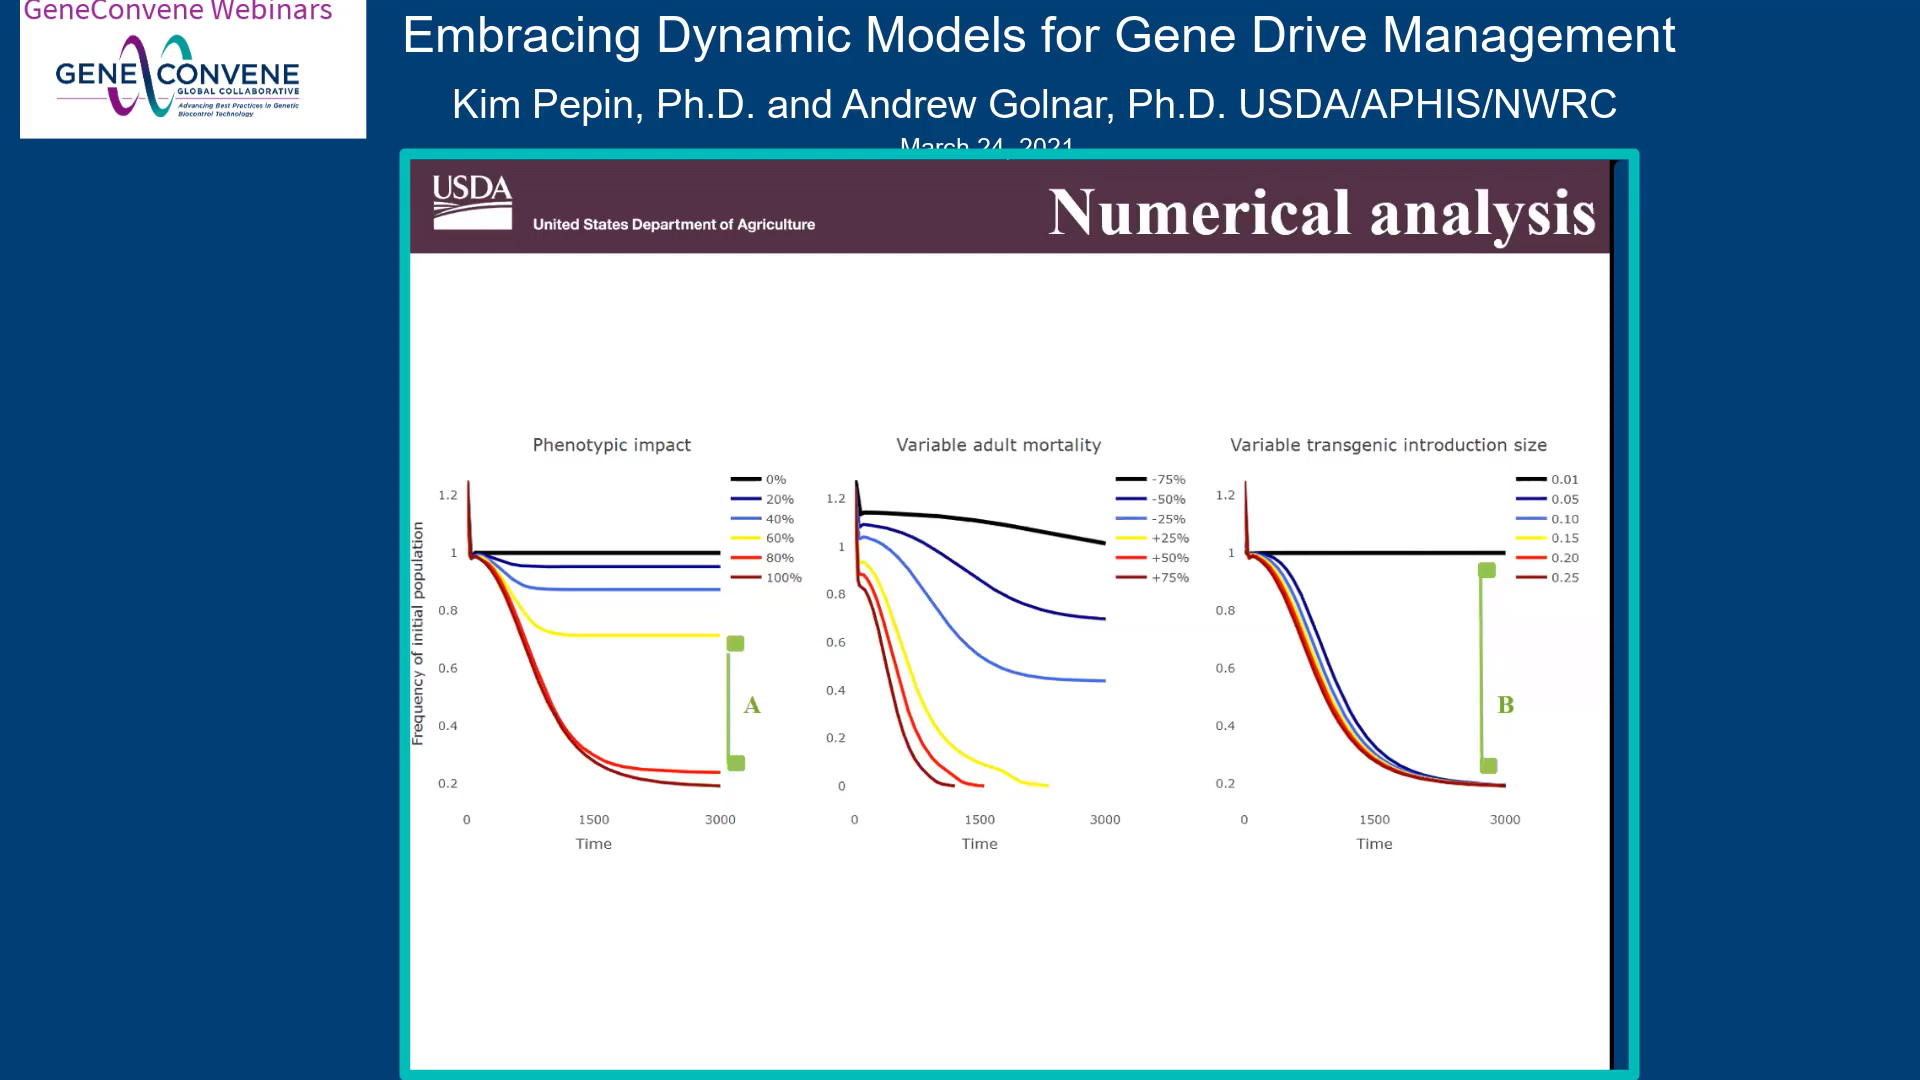 GeneConvene Webinars
GENE CONVENE
GLOBAL COLLABORATIVE
Advancing Best Practices in Genetic
Biocontrol Technology
Embracing Dynamic Models for Gene Drive Management
Kim Pepin, Ph.D. and Andrew Golnar, Ph.D. USDA/APHIS/NWRC
March 24, 2021
USDA
United States Department of Agriculture
Numerical analysis
Phenotypic impact
Frequency of initial population
1.2
1
0.8
0.6
0.4
0.2
0
1500
3000
Time
0%
20%
40%
60%
80%
100%
A
Variable adult mortality
1.2
1
0.8
0.6
0.4
0.2
0
0
1500
3000
Time
-75%
-50%
-25%
+25%
+50%
+75%
Variable transgenic introduction size
1.2
1
0.8
0.6
0.4
0.2
0
1500
3000
Time
0.01
0.05
0.10
0.15
0.20
0.25
B